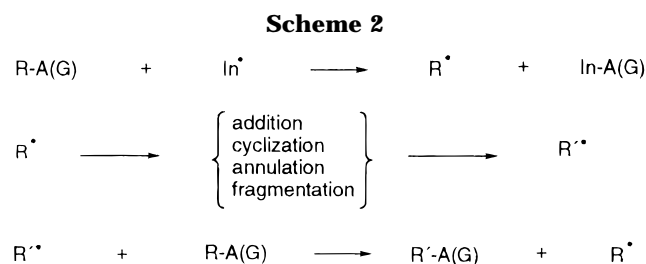 Scheme 2
R-A(G) + In• ⟶ R• + In-A(G)
addition
cyclization
R• ⟶ { } ⟶ R′•
annulation
fragmentation
R′• + R-A(G) ⟶ R′-A(G) + R•